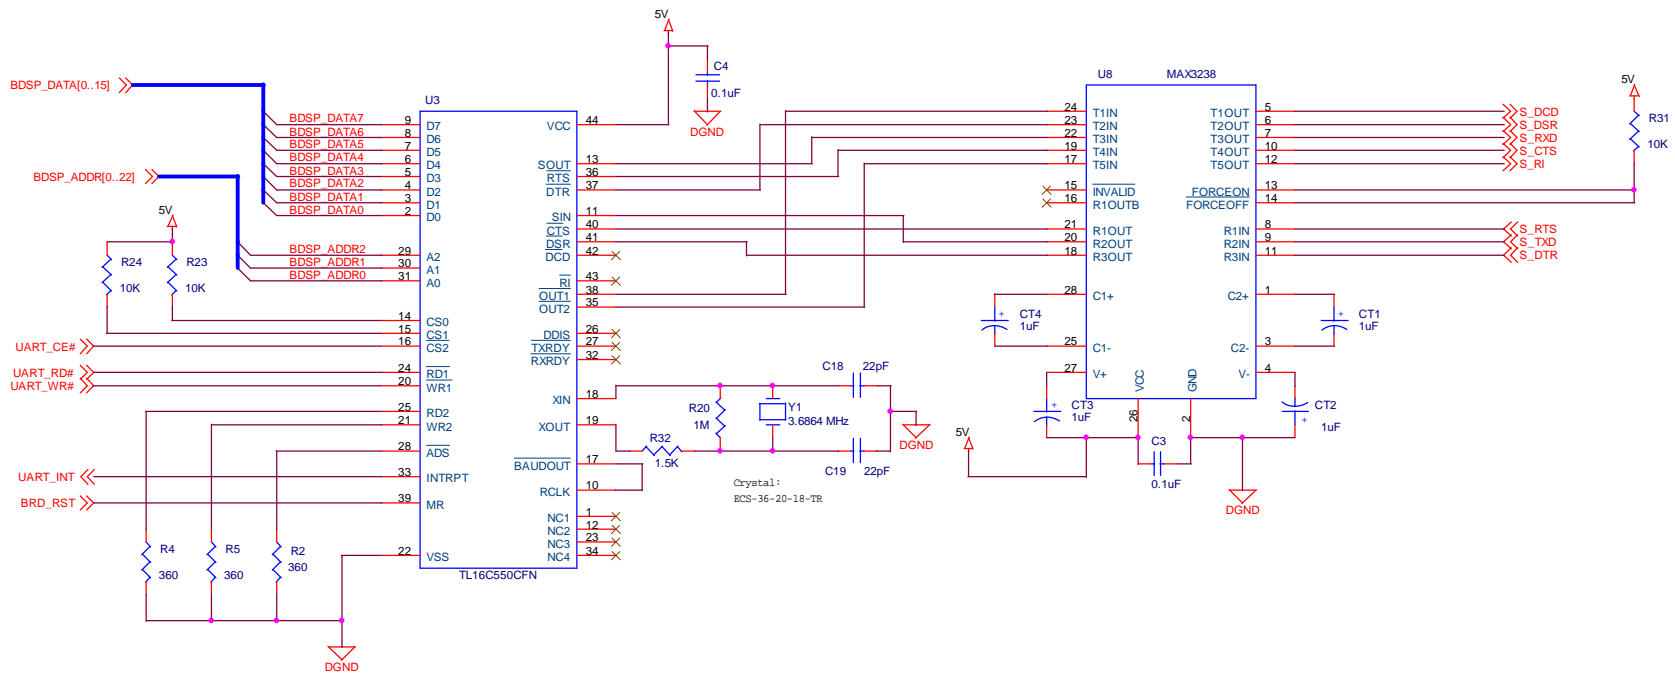 5V
C4
0.1uF
DGND
BDSP_DATA[0..15]
BDSP_ADDR[0..22]
BDSP_DATA7
BDSP_DATA6
BDSP_DATA5
BDSP_DATA4
BDSP_DATA3
BDSP_DATA2
BDSP_DATA1
BDSP_DATA0
BDSP_ADDR2
BDSP_ADDR1
BDSP_ADDR0
5V
R24
10K
R23
10K
UART_CE#
UART_RD#
UART_WR#
UART_INT
BRD_RST
R4
360
R5
360
R2
360
DGND
U3
9 D7
8 D6
7 D5
6 D4
5 D3
4 D2
3 D1
2 D0
29 A2
30 A1
31 A0
14 CS0
15 CS1
16 CS2
24 RD1
20 WR1
25 RD2
21 WR2
28 ADS
33 INTRPT
39 MR
22 VSS
VCC 44
SOUT 13
RTS 36
DTR 37
SIN 11
CTS 40
DSR 41
DCD 42
RI 43
OUT1 38
OUT2 35
DDIS 26
TXRDY 27
RXRDY 32
XIN 18
XOUT 19
BAUDOUT 17
RCLK 10
NC1 1
NC2 12
NC3 23
NC4 34
TL16C550CFN
C18 22pF
R20
1M
Y1
3.6864 MHz
R32
1.5K
C19 22pF
DGND
Crystal:
ECS-36-20-18-TR
U8 MAX3238
24 T1IN
23 T2IN
22 T3IN
19 T4IN
17 T5IN
15 INVALID
16 R1OUTB
21 R1OUT
20 R2OUT
18 R3OUT
28 C1+
25 C1-
27 V+
T1OUT 5
T2OUT 6
T3OUT 7
T4OUT 10
T5OUT 12
FORCEON 13
FORCEOFF 14
R1IN 8
R2IN 9
R3IN 11
C2+ 1
C2- 3
V- 4
VCC 26
GND 2
S_DCD
S_DSR
S_RXD
S_CTS
S_RI
S_RTS
S_TXD
S_DTR
5V
R31
10K
+
CT4
1uF
+
CT1
1uF
+
CT3
1uF
CT2
+
1uF
5V
C3
0.1uF
DGND